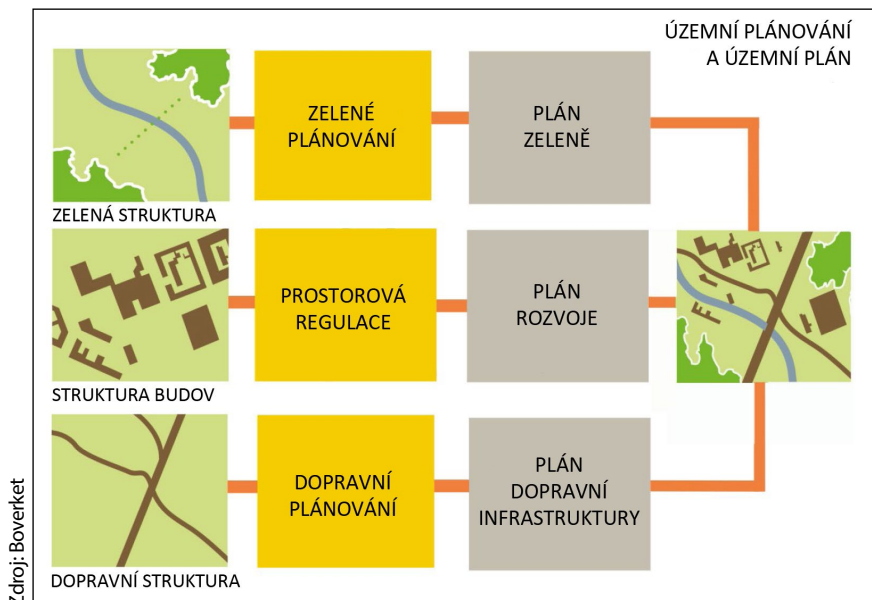 ÚZEMNÍ PLÁNOVÁNÍ
A ÚZEMNÍ PLÁN
ZELENÉ
PLÁNOVÁNÍ
PLÁN
ZELENĚ
ZELENÁ STRUKTURA
PROSTOROVÁ
REGULACE
PLÁN
ROZVOJE
STRUKTURA BUDOV
DOPRAVNÍ
PLÁNOVÁNÍ
PLÁN
DOPRAVNÍ
INFRASTRUKTURY
DOPRAVNÍ STRUKTURA
Zdroj: Boverket